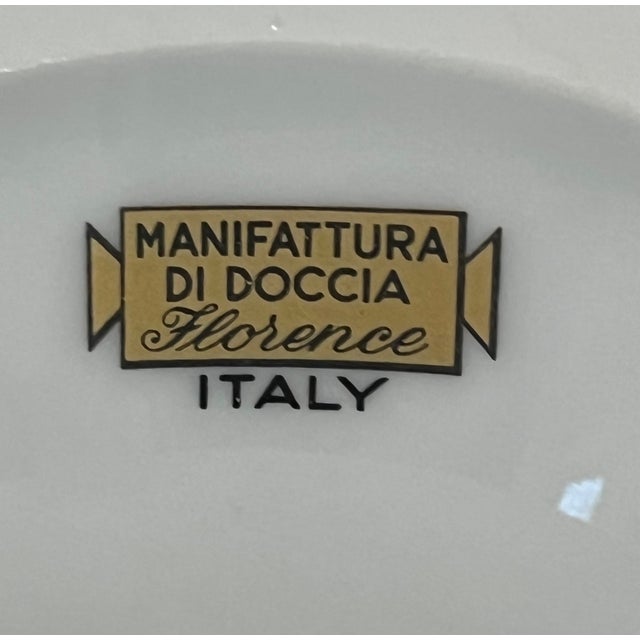 MANIFATTURA
DI DOCCIA
Florence
ITALY